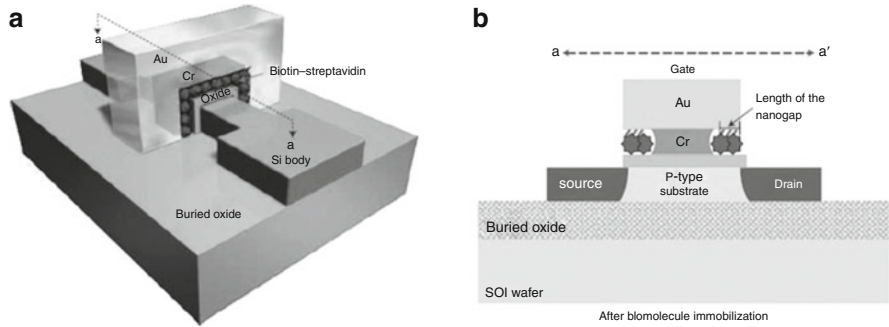 a
a
Au
Cr
Biotin–streptavidin
Oxide
a
Si body
Buried oxide
b
a
a′
Gate
Au
Length of the
nanogap
Cr
source
P-type
substrate
Drain
Buried oxide
SOI wafer
After blomolecule immobilization